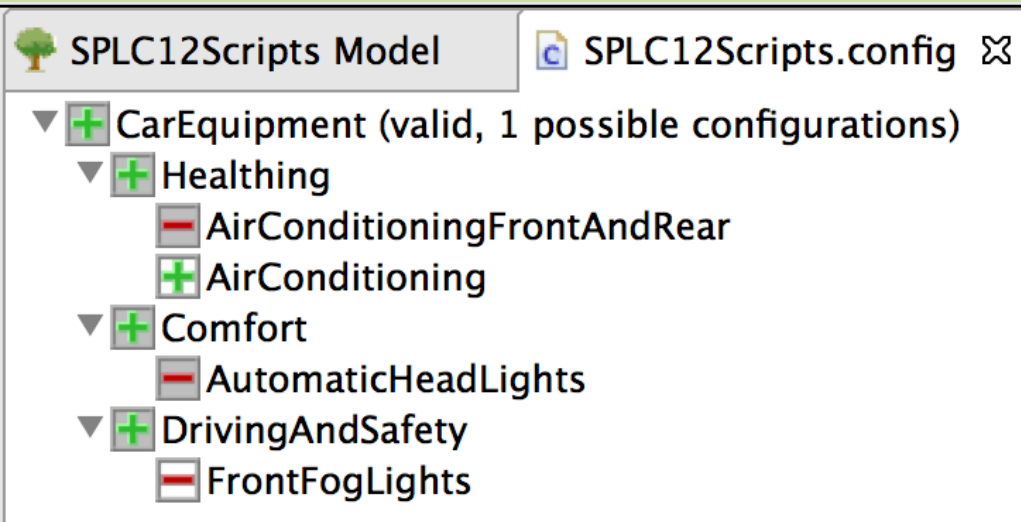 SPLC12Scripts Model SPLC12Scripts.config
CarEquipment (valid, 1 possible configurations)
Healthing
AirConditioningFrontAndRear
AirConditioning
Comfort
AutomaticHeadLights
DrivingAndSafety
FrontFogLights